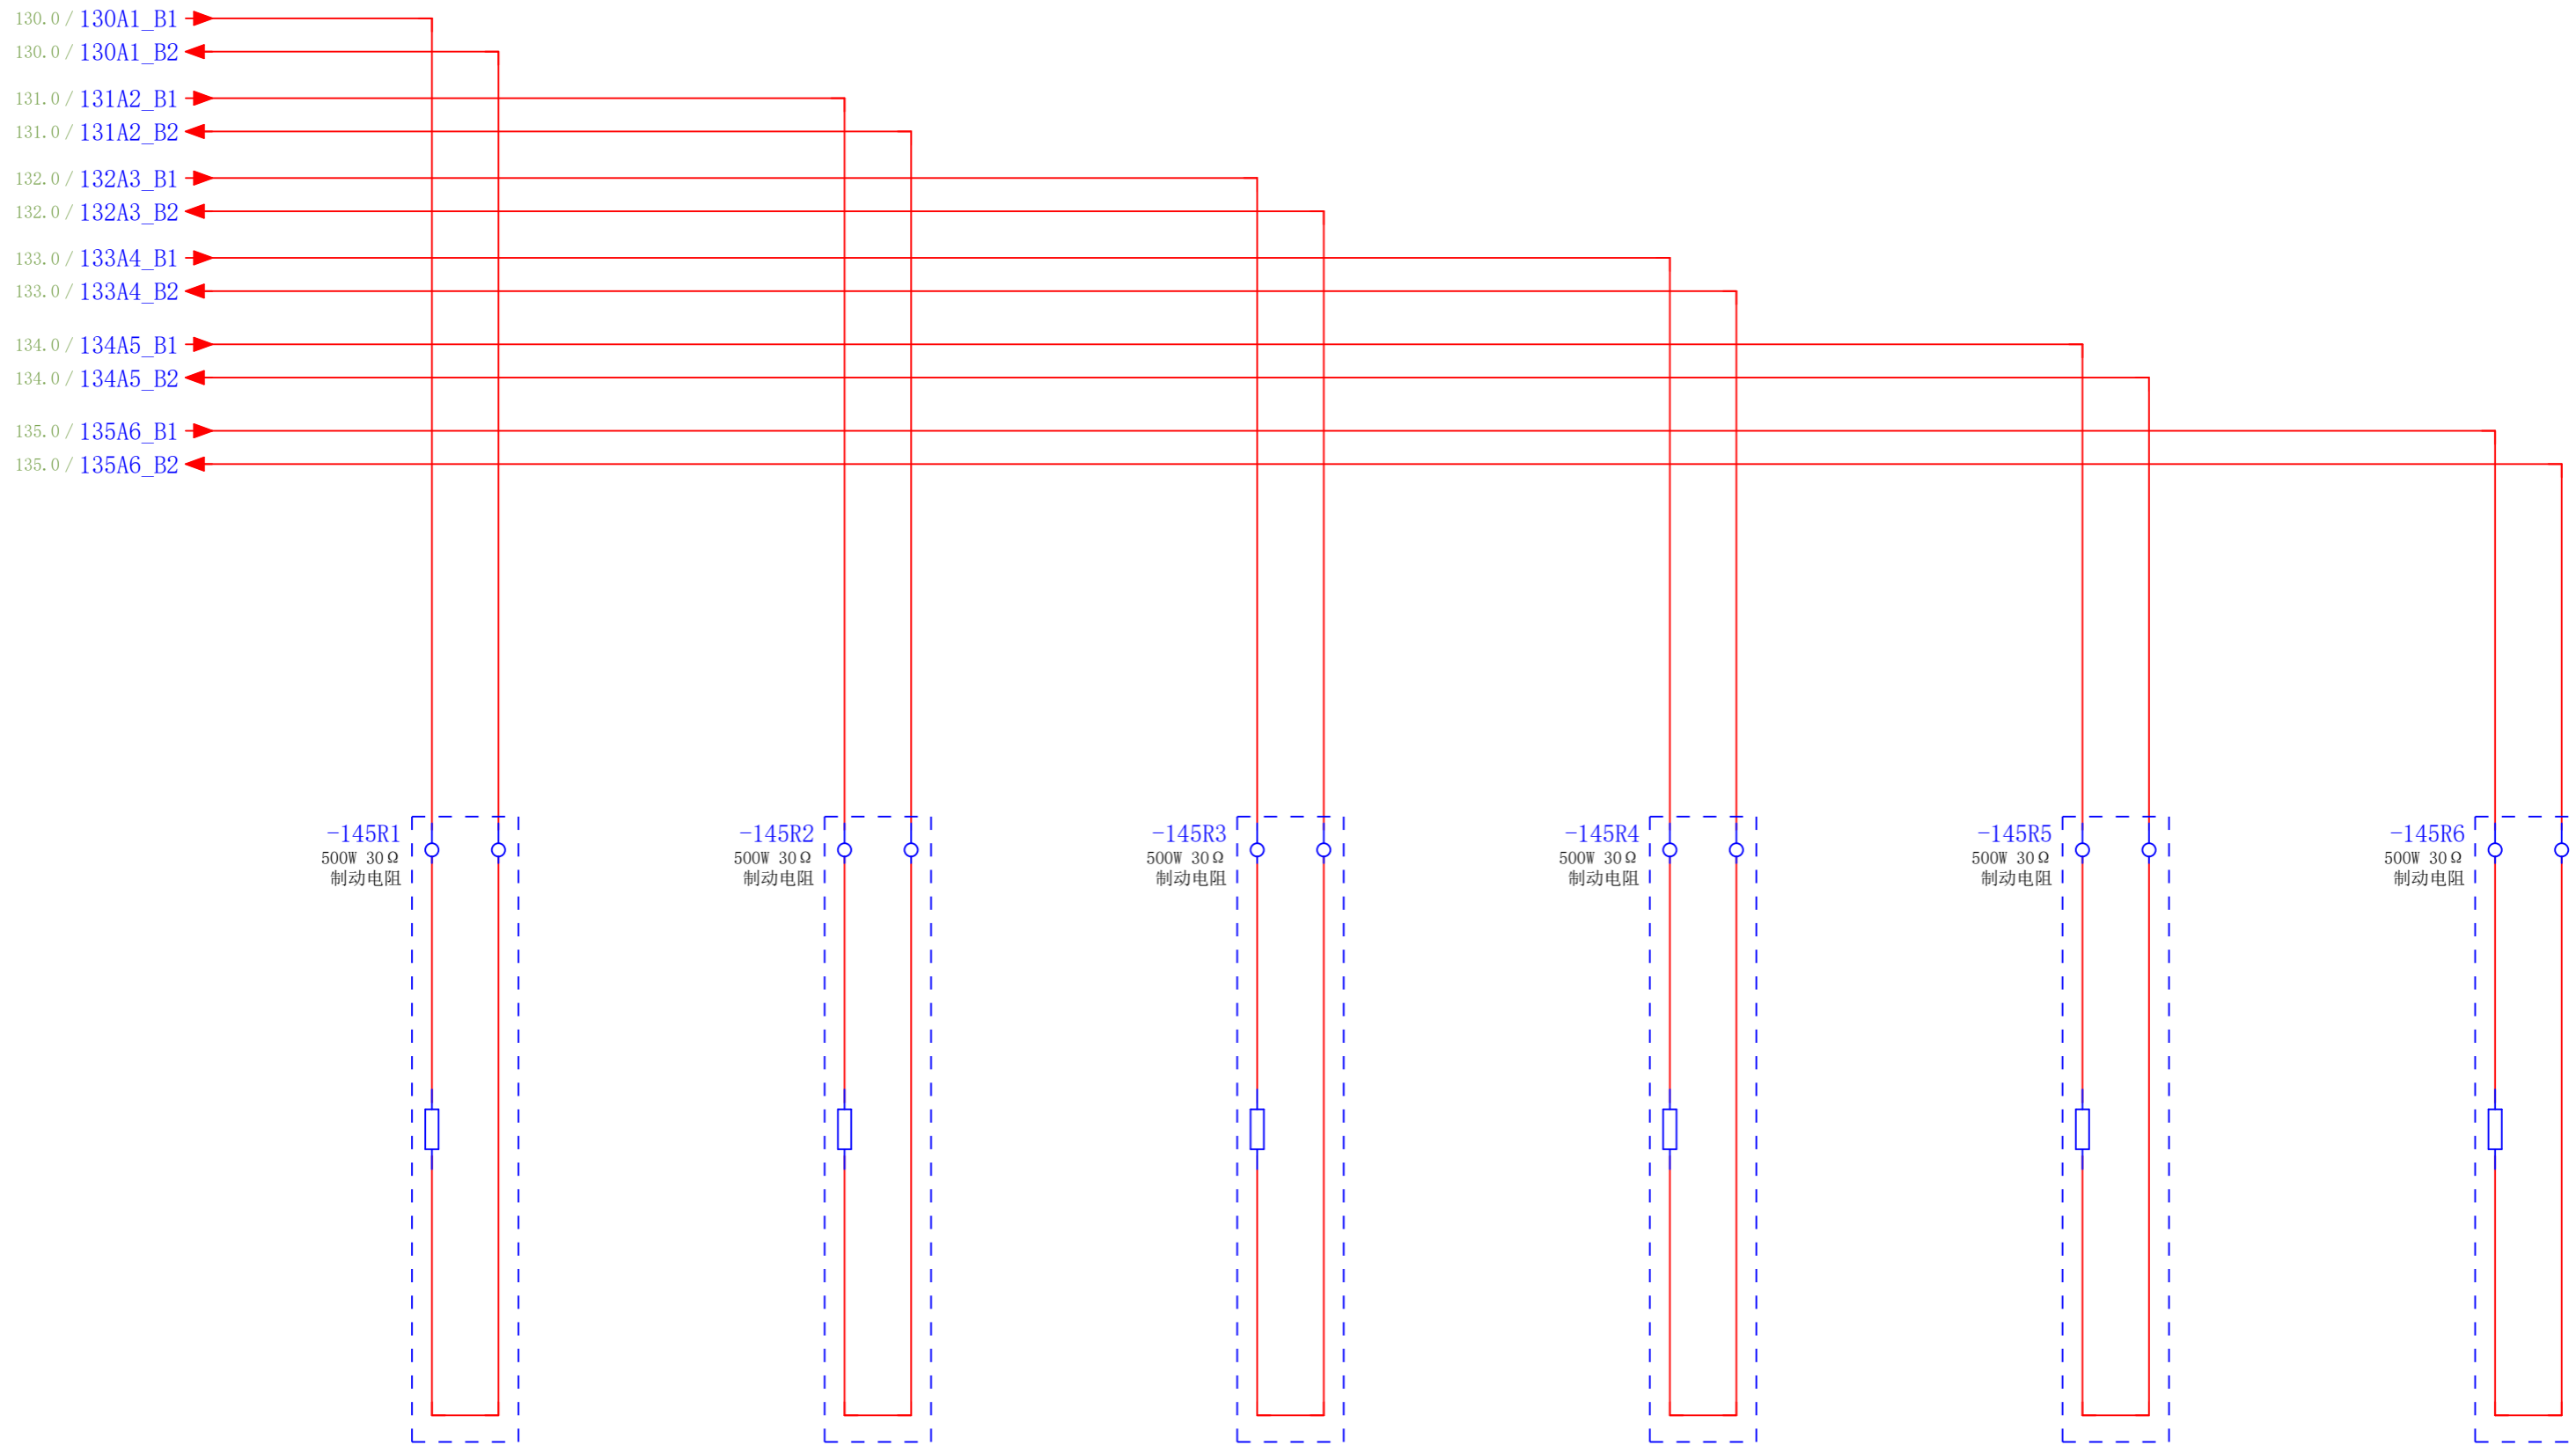 130.0 / 130A1_B1
130.0 / 130A1_B2
131.0 / 131A2_B1
131.0 / 131A2_B2
132.0 / 132A3_B1
132.0 / 132A3_B2
133.0 / 133A4_B1
133.0 / 133A4_B2
134.0 / 134A5_B1
134.0 / 134A5_B2
135.0 / 135A6_B1
135.0 / 135A6_B2
-145R1
500W 30Ω
制动电阻
-145R2
500W 30Ω
制动电阻
-145R3
500W 30Ω
制动电阻
-145R4
500W 30Ω
制动电阻
-145R5
500W 30Ω
制动电阻
-145R6
500W 30Ω
制动电阻